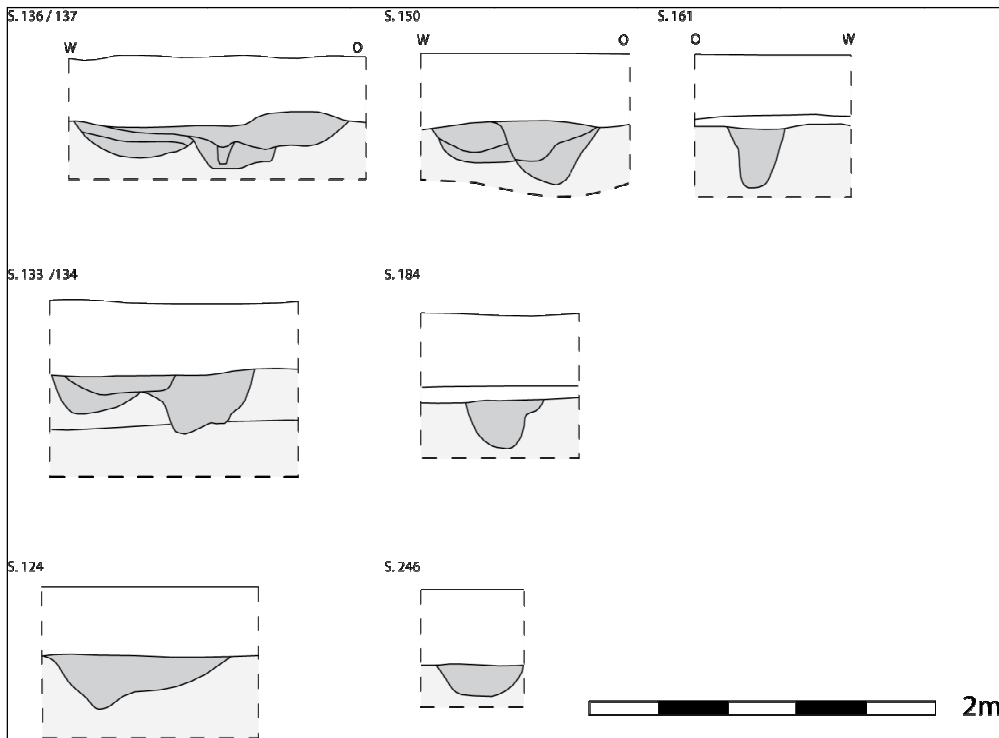 S. 136 / 137
S. 150
S. 161
W O
W O
O W
S. 133 /134
S. 184
S. 124
S. 246
2m